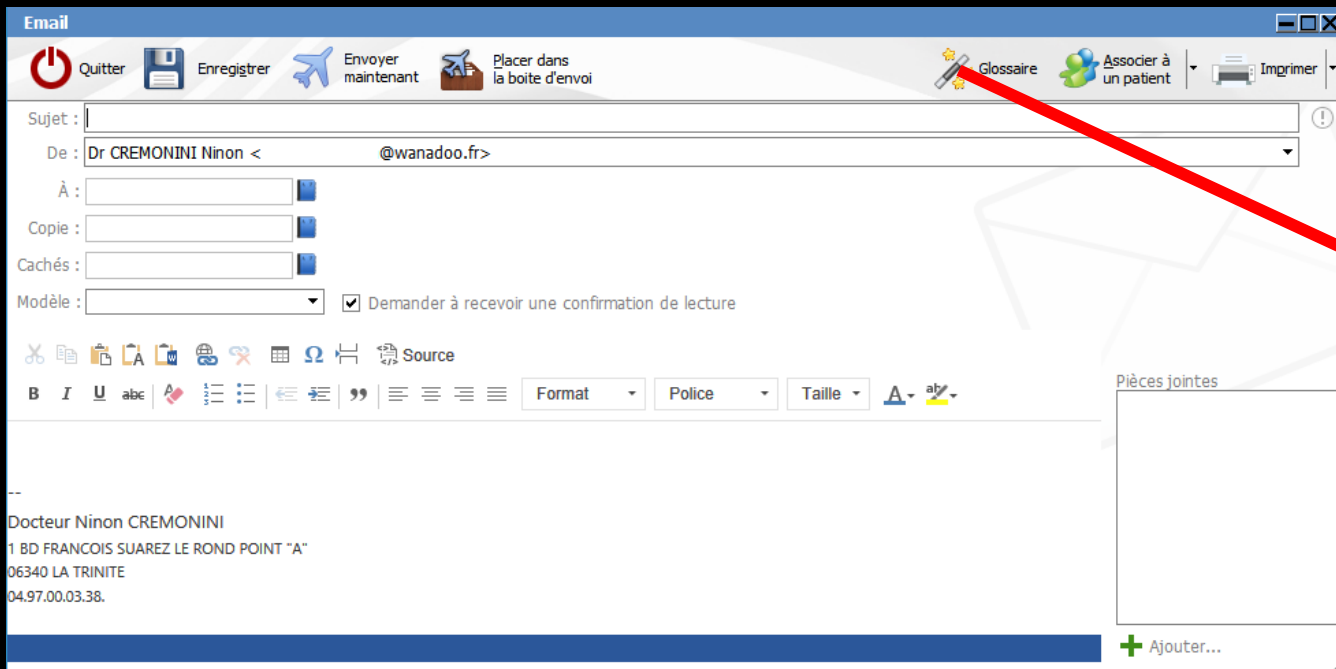 Email
Quitter Enregistrer Envoyer maintenant Placer dans la boite d'envoi Glossaire Associer à un patient Imprimer
Sujet :
De : Dr CREMONINI Ninon < @wanadoo.fr>
À :
Copie :
Cachés :
Modèle : Demander à recevoir une confirmation de lecture
Source
B I U abc Format Police Taille A ab
Pièces jointes
--
Docteur Ninon CREMONINI
1 BD FRANCOIS SUAREZ LE ROND POINT "A"
06340 LA TRINITE
04.97.00.03.38.
Ajouter...